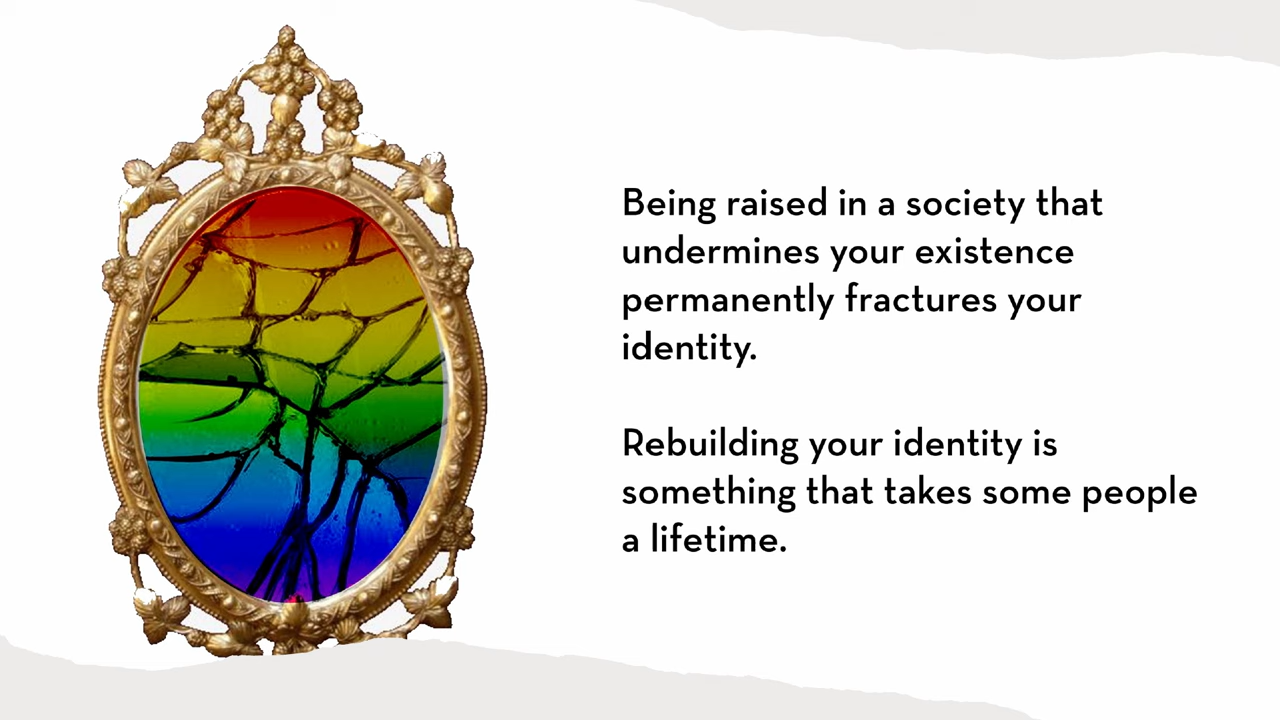 Being raised in a society that
undermines your existence
permanently fractures your
identity.
Rebuilding your identity is
something that takes some people
a lifetime.